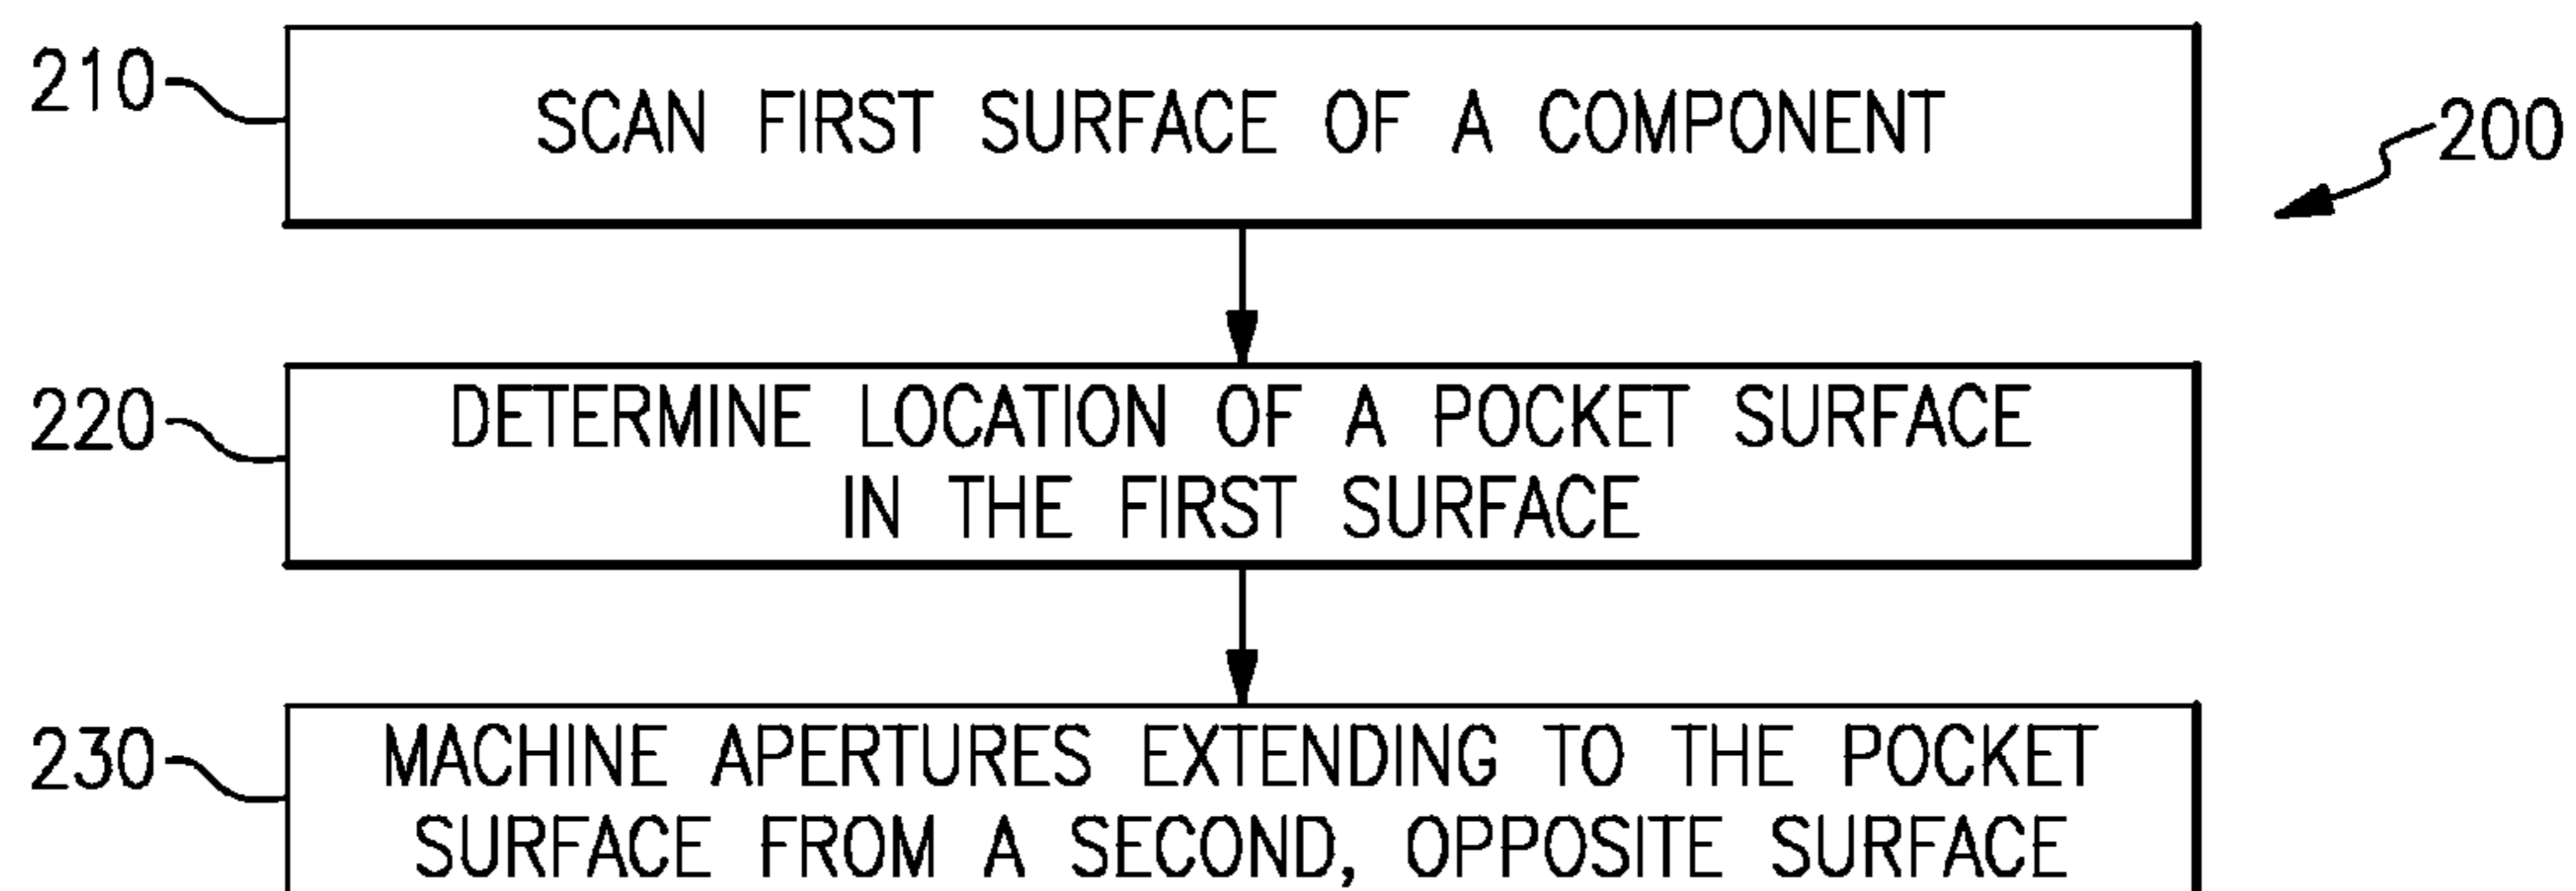 210
SCAN FIRST SURFACE OF A COMPONENT
200
220
DETERMINE LOCATION OF A POCKET SURFACE
IN THE FIRST SURFACE
230
MACHINE APERTURES EXTENDING TO THE POCKET
SURFACE FROM A SECOND, OPPOSITE SURFACE